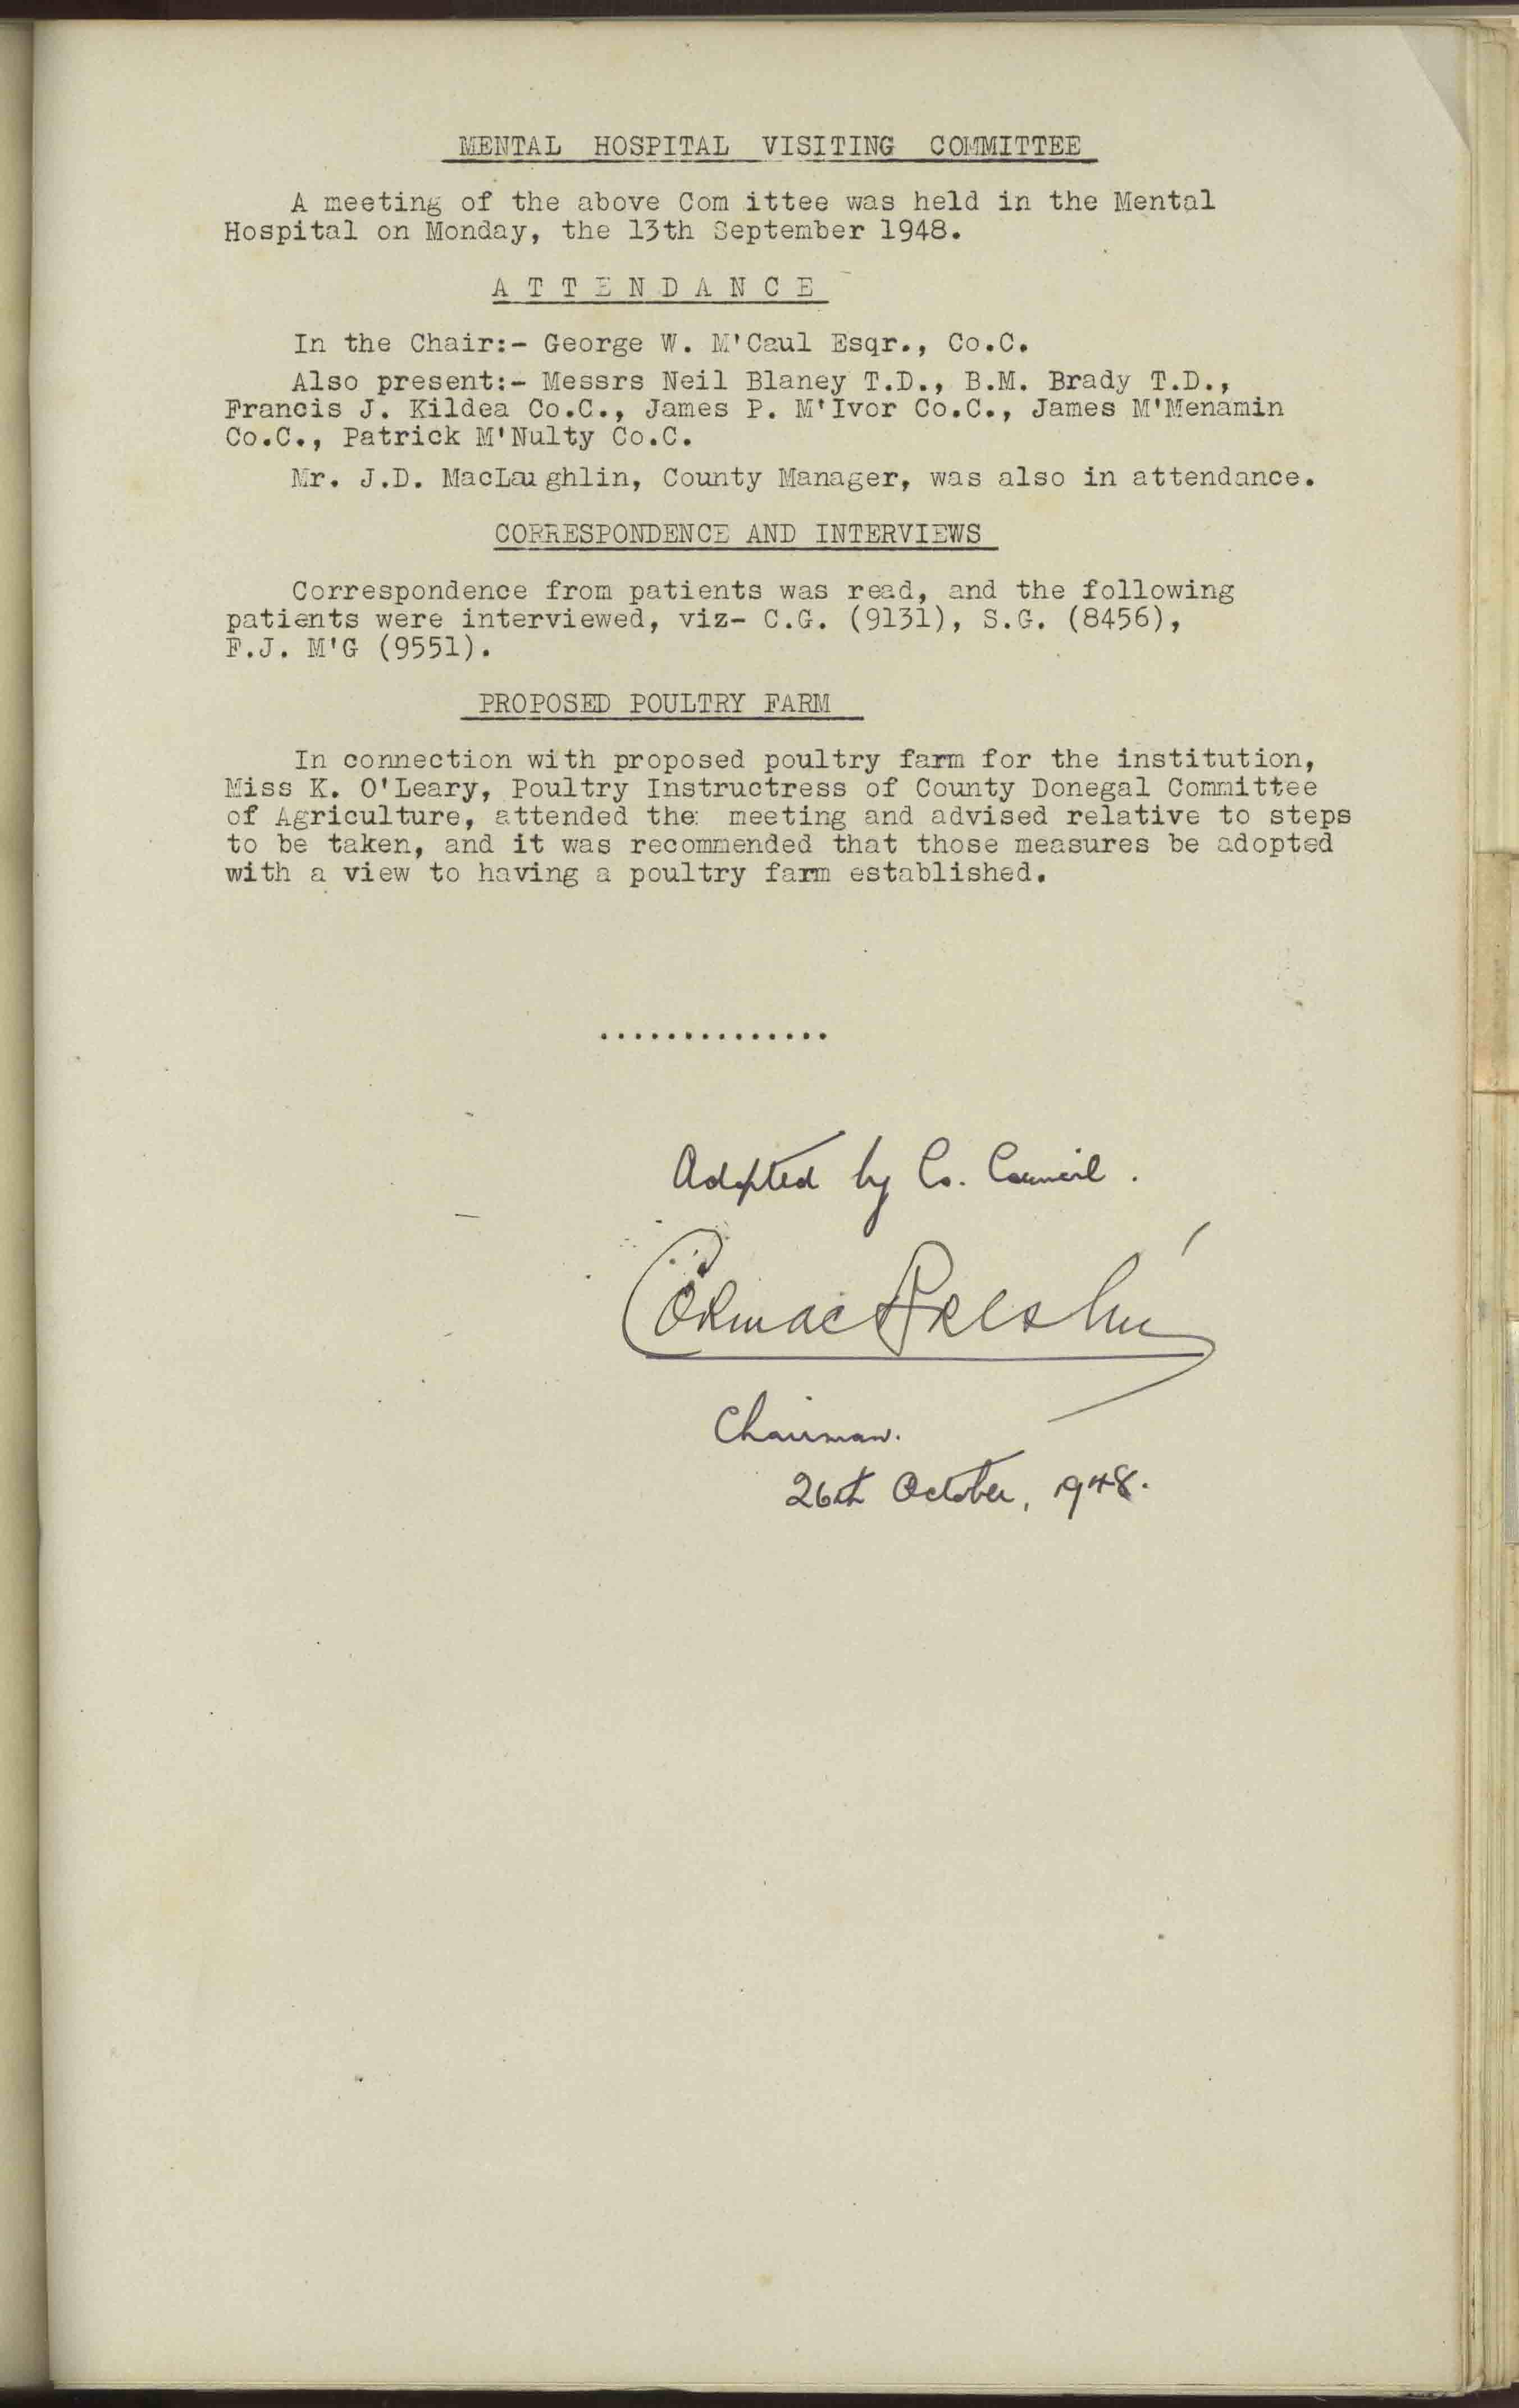 MENTAL HOSPITAL VISITING COMMITTEE
A meeting of the above Com ittee was held in the Mental
Hospital on Monday, the 13th September 1948.
A T T E N D A N C E
In the Chair:- George W. M'Caul Esqr., Co.C.
Also present:- Messrs Neil Blaney T.D., B.M. Brady T.D.,
Francis J. Kildea Co.C., James P. M'Ivor Co.C., James M'Menamin
Co.C., Patrick M'Nulty Co.C.
Mr. J.D. MacLaughlin, County Manager, was also in attendance.
CORRESPONDENCE AND INTERVIEWS
Correspondence from patients was read, and the following
patients were interviewed, viz- C.G. (9131), S.G. (8456),
F.J. M'G (9551).
PROPOSED POULTRY FARM
In connection with proposed poultry farm for the institution,
Miss K. O'Leary, Poultry Instructress of County Donegal Committee
of Agriculture, attended the: meeting and advised relative to steps
to be taken, and it was recommended that those measures be adopted
with a view to having a poultry farm established.
..............
Adopted by Co. Council.
Cormac
Chairman.
26th October, 1948.